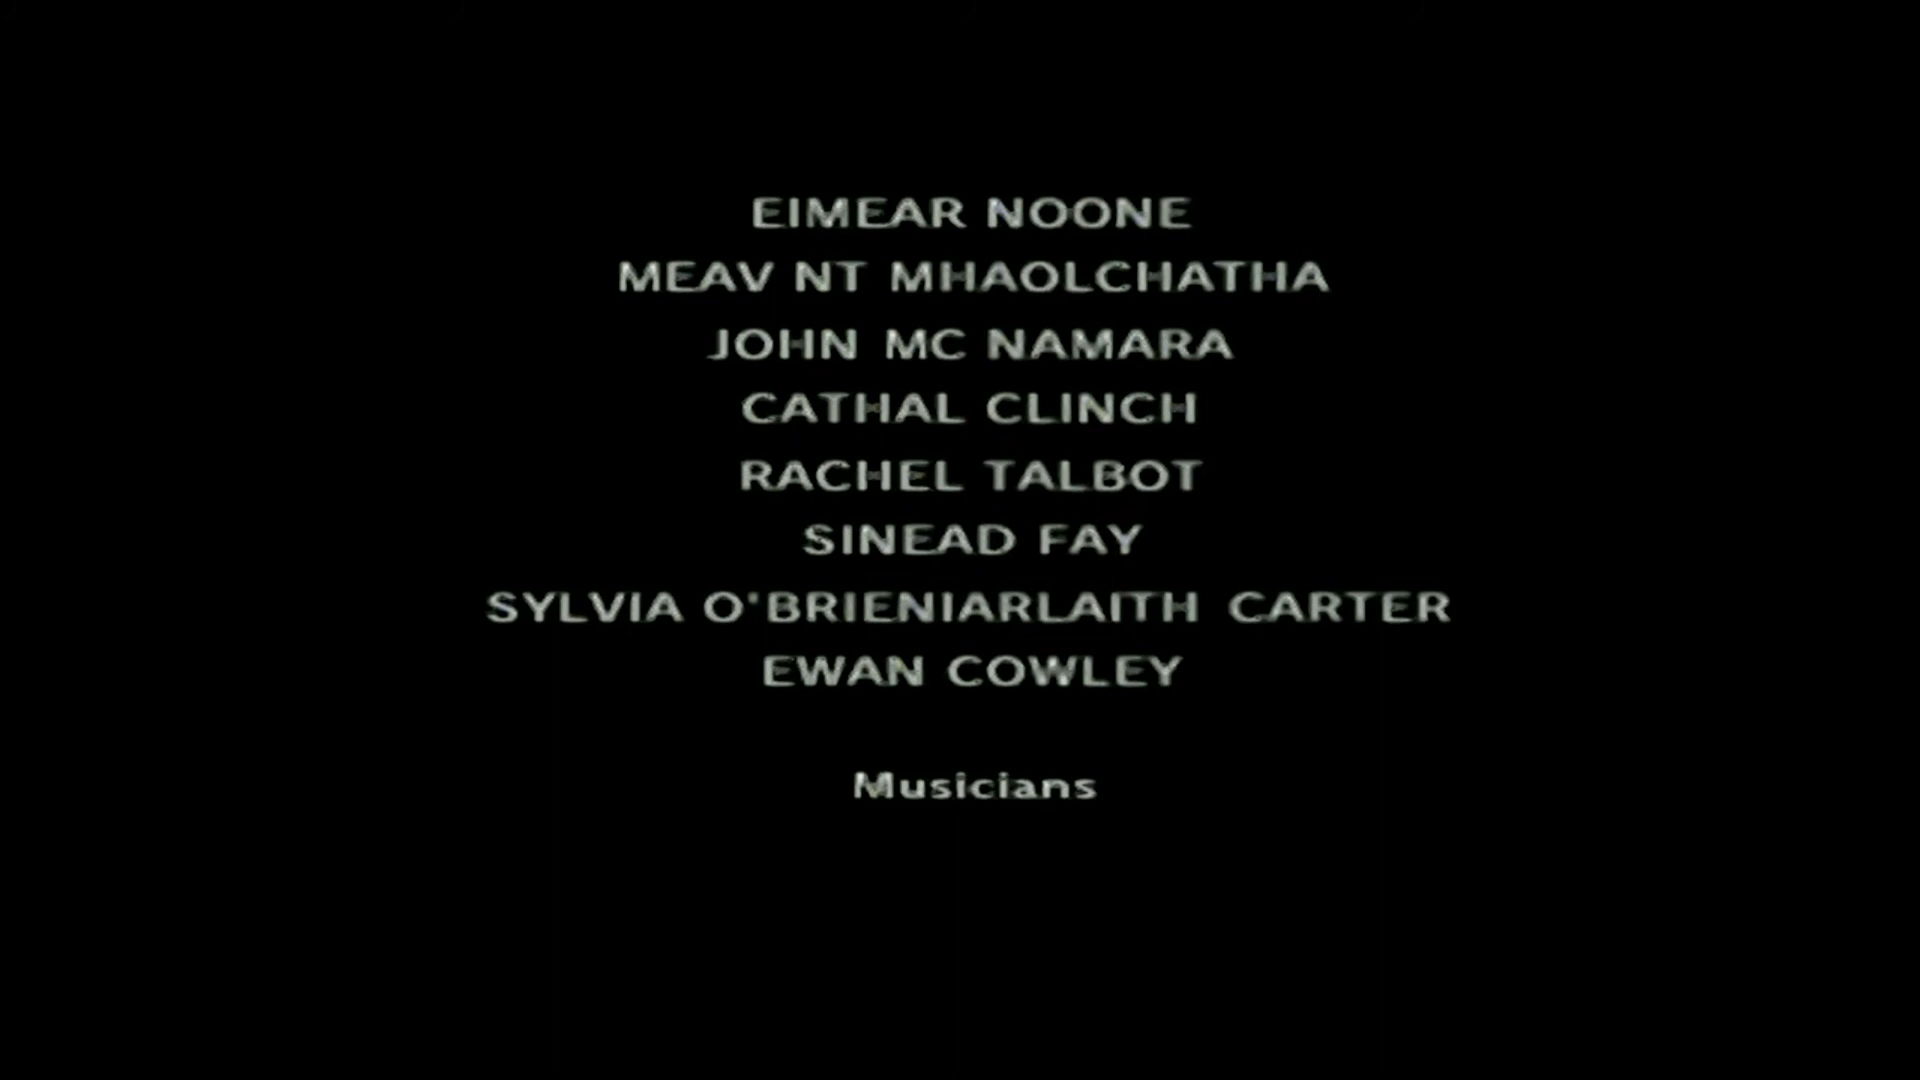 EIMEAR NOONE
MEAV NT MHAOLCHATHA
JOHN MC NAMARA
CATHAL CLINCH
RACHEL TALBOT
SINEAD FAY
SYLVIA O'BRIENIARLAITH CARTER
EWAN COWLEY
Musicians